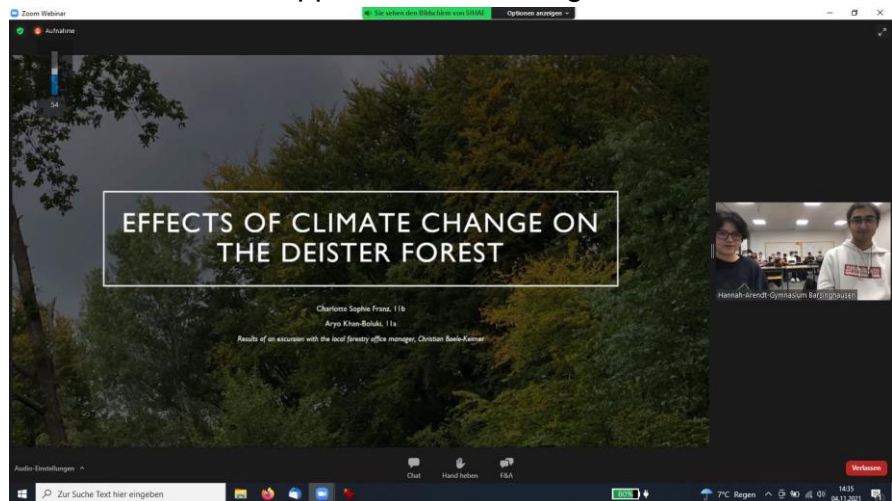 Zoom Webinar
Sie sehen den Bildschirm von SIHAE
Optionen anzeigen
Aufnahme
54
EFFECTS OF CLIMATE CHANGE ON
THE DEISTER FOREST
Charlotte Sophie Franz, 11b
Aryo Khan-Boluki, 11a
Results of an excursion with the local forestry office manager, Christian Boele-Keimer
Hannah-Arendt-Gymnasium Barsinghausen
Audio-Einstellungen
Chat
Hand heben
F&A
Verlassen
Zur Suche Text hier eingeben
80%
7°C Regen
14:35
04.11.2021